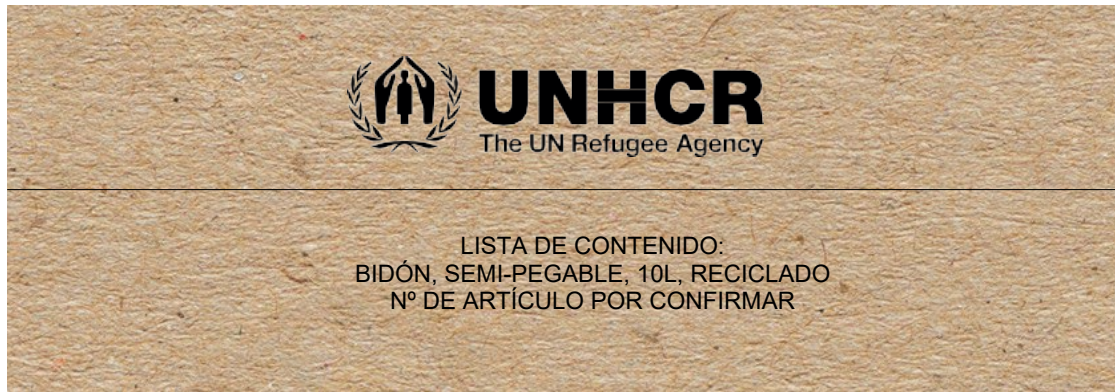 UNHCR
The UN Refugee Agency
LISTA DE CONTENIDO:
BIDÓN, SEMI-PEGABLE, 10L, RECICLADO
Nº DE ARTÍCULO POR CONFIRMAR